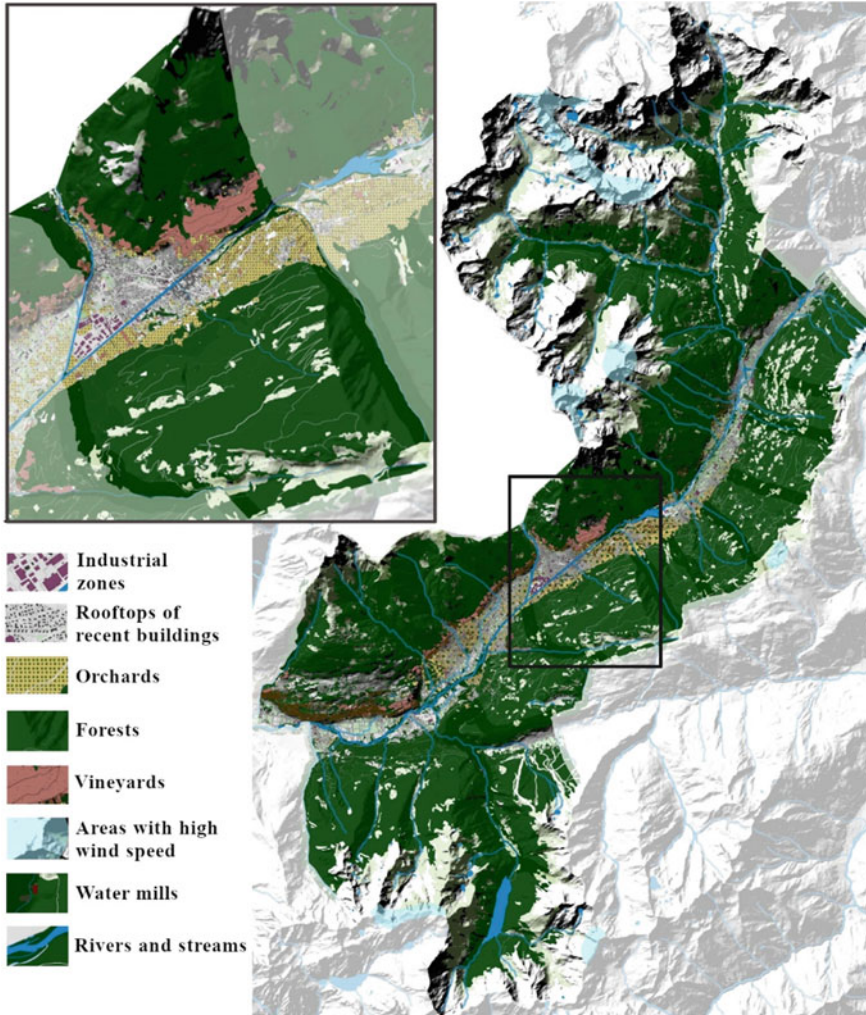 Industrial
zones
Rooftops of
recent buildings
Orchards
Forests
Vineyards
Areas with high
wind speed
Water mills
Rivers and streams